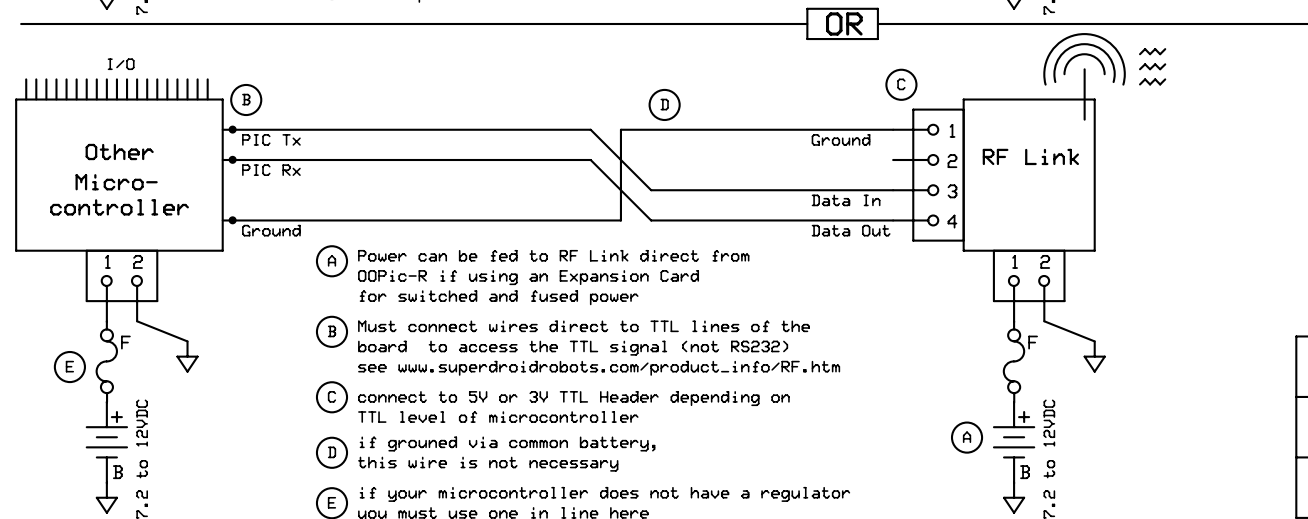 OR
I/O
B
D
C
PIC Tx
Ground
1
Other
PIC Rx
2
RF Link
Micro-
controller
Data In
3
Ground
Data Out
4
1 2
1 2
A Power can be fed to RF Link direct from
OOPic-R if using an Expansion Card
for switched and fused power
B Must connect wires direct to TTL lines of the
board to access the TTL signal (not RS232)
see www.superdroidrobots.com/product_info/RF.htm
C connect to 5V or 3V TTL Header depending on
TTL level of microcontroller
D if grouned via common battery,
this wire is not necessary
E if your microcontroller does not have a regulator
you must use one in line here
E
F
+
B
7.2 to 12VDC
F
A
+
B
7.2 to 12VDC